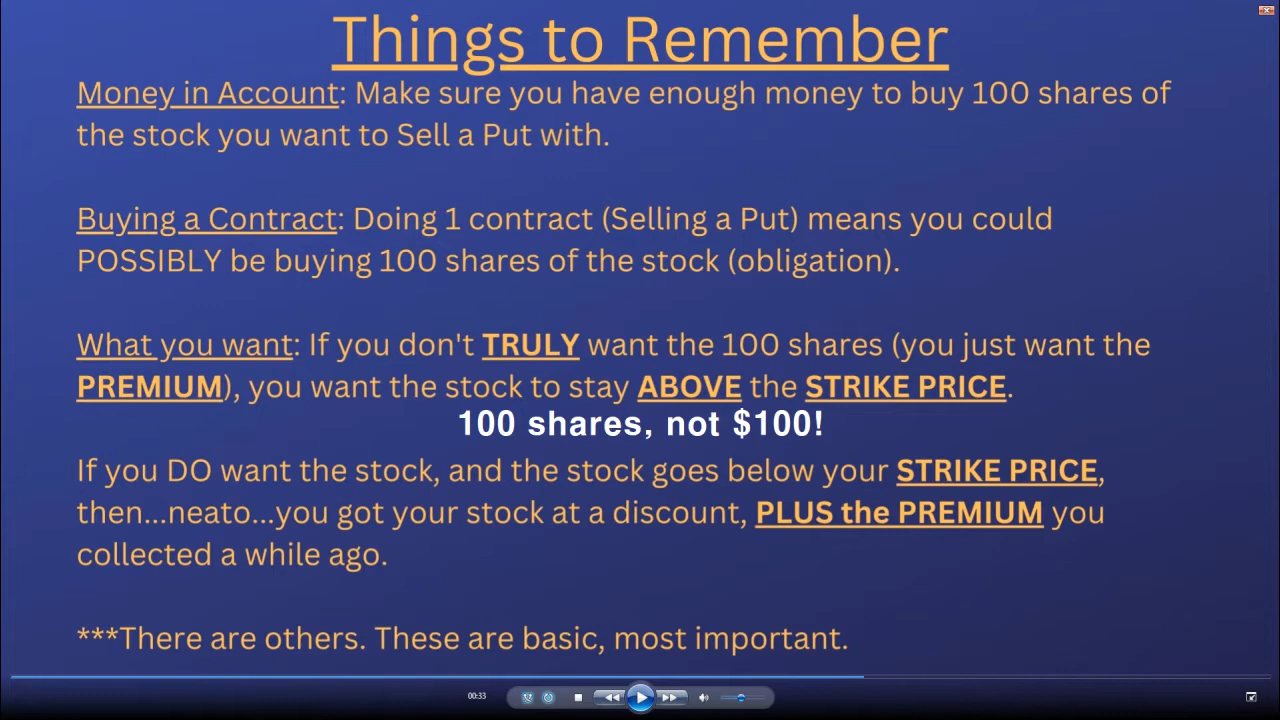 Things to Remember
Money in Account: Make sure you have enough money to buy 100 shares of
the stock you want to Sell a Put with.
Buying a Contract: Doing 1 contract (Selling a Put) means you could
POSSIBLY be buying 100 shares of the stock (obligation).
What you want: If you don't TRULY want the 100 shares (you just want the
PREMIUM), you want the stock to stay ABOVE the STRIKE PRICE.
100 shares, not $100!
If you DO want the stock, and the stock goes below your STRIKE PRICE,
then...neato...you got your stock at a discount, PLUS the PREMIUM you
collected a while ago.
***There are others. These are basic, most important.
00:33